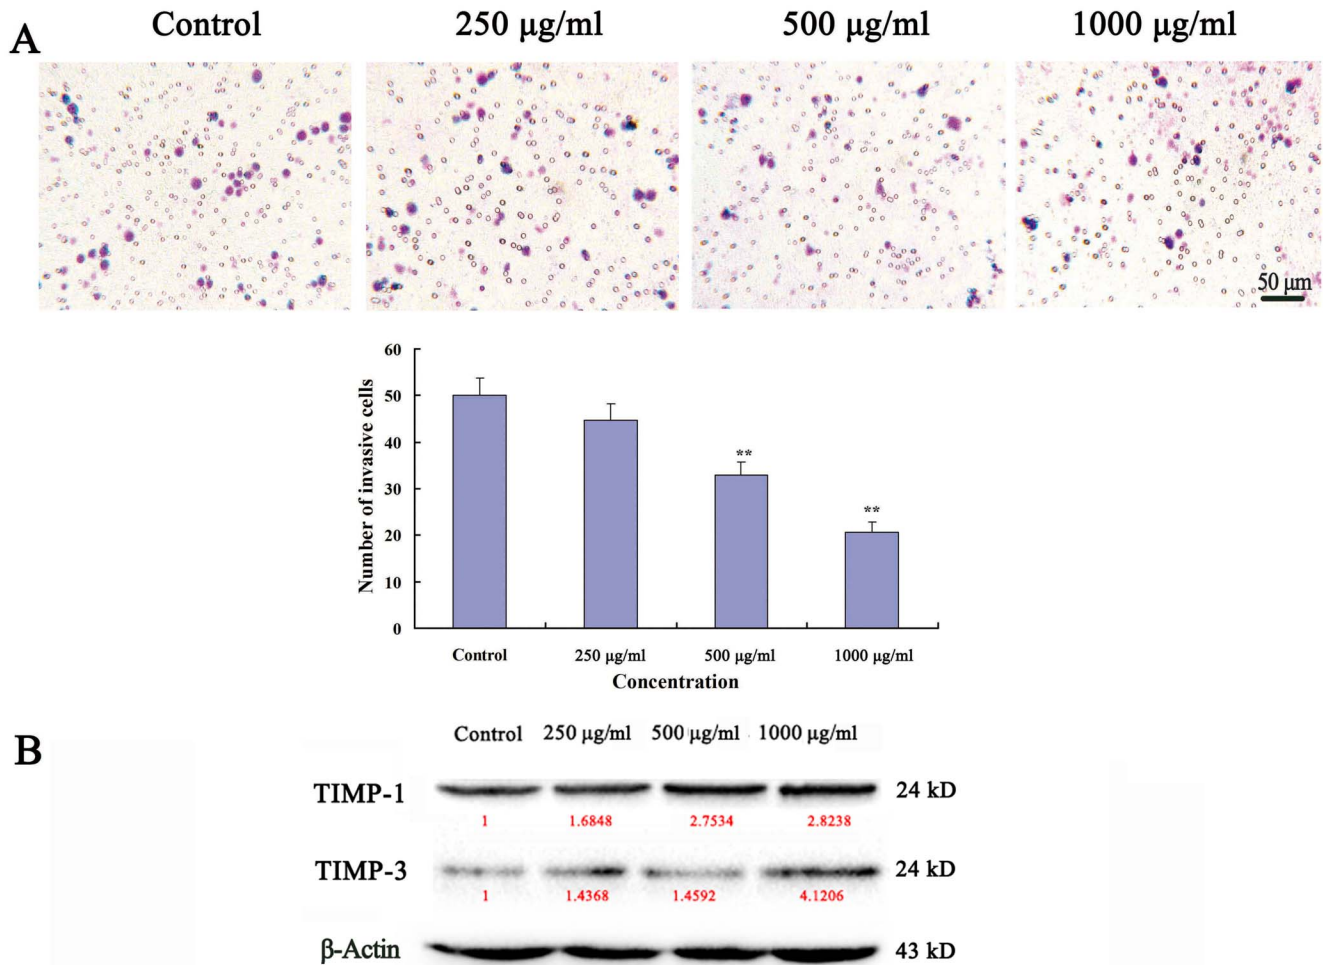 A
Control 250 μg/ml 500 μg/ml 1000 μg/ml
50 μm
60
50
40
30
20
10
0
Number of invasive cells
**
**
Control 250 μg/ml 500 μg/ml 1000 μg/ml
Concentration
B
Control 250 μg/ml 500 μg/ml 1000 μg/ml
TIMP-1 24 kD
1 1.6848 2.7534 2.8238
TIMP-3 24 kD
1 1.4368 1.4592 4.1206
β-Actin 43 kD